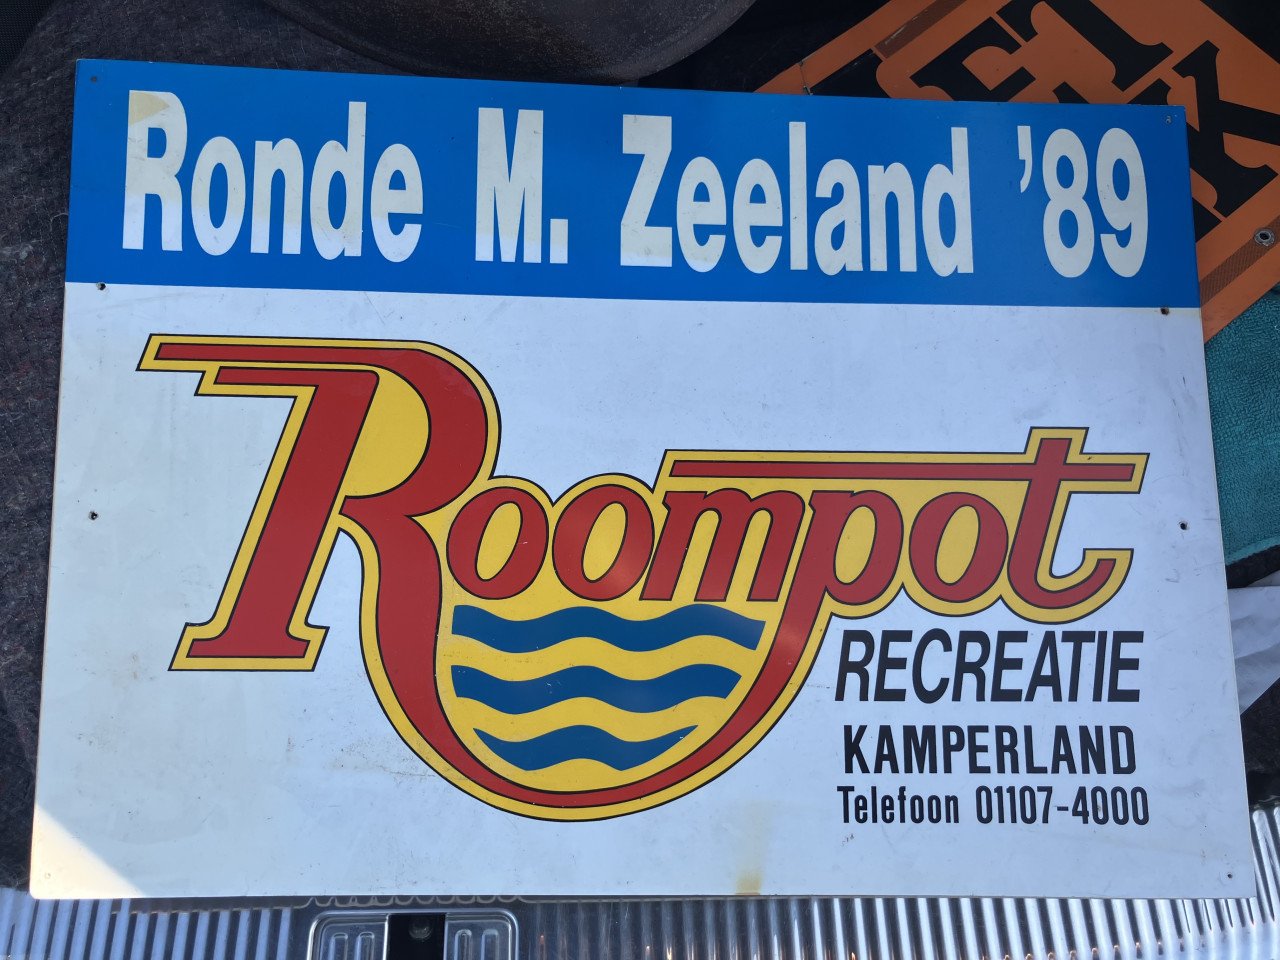 Ronde M. Zeeland '89
Roompot
RECREATIE
KAMPERLAND
Telefoon 01107-4000